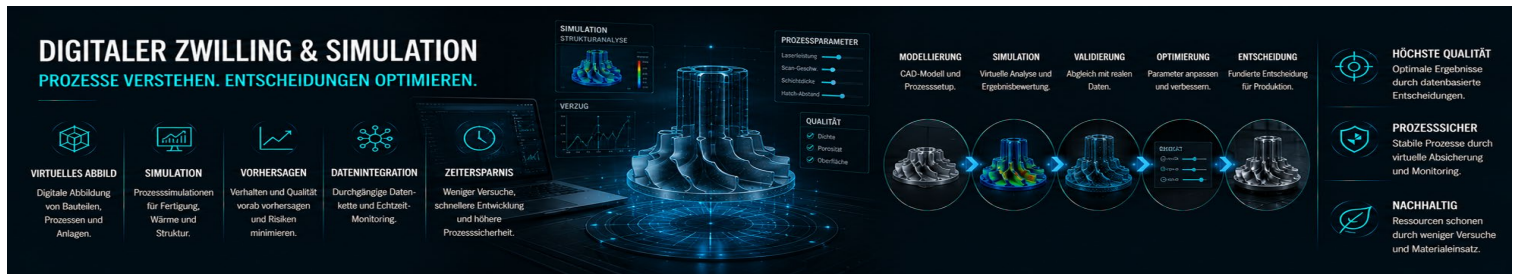 DIGITALER ZWILLING & SIMULATION
PROZESSE VERSTEHEN. ENTSCHEIDUNGEN OPTIMIEREN.
VIRTUELLES ABBILD
Digitale Abbildung
von Bauteilen,
Prozessen und
Anlagen.
SIMULATION
Prozesssimulationen
für Fertigung,
Wärme und
Struktur.
VORHERSAGEN
Verhalten und Qualität
vorab vorhersagen
und Risiken
minimieren.
DATENINTEGRATION
Durchgängige Daten-
kette und Echtzeit-
Monitoring.
ZEITERSPARNIS
Weniger Versuche,
schnellere Entwicklung
und höhere
Prozesssicherheit.
SIMULATION
STRUKTURANALYSE
VERZUG
PROZESSPARAMETER
Laserleistung
Scan-Geschw.
Schichtdicke
Hatch-Abstand
QUALITÄT
Dichte
Porosität
Oberfläche
MODELLIERUNG
CAD-Modell und
Prozesssetup.
SIMULATION
Virtuelle Analyse und
Ergebnisbewertung.
VALIDIERUNG
Abgleich mit realen
Daten.
OPTIMIERUNG
Parameter anpassen
und verbessern.
ENTSCHEIDUNG
Fundierte Entscheidung
für Produktion.
HÖCHSTE QUALITÄT
Optimale Ergebnisse
durch datenbasierte
Entscheidungen.
PROZESSSICHER
Stabile Prozesse durch
virtuelle Absicherung
und Monitoring.
NACHHALTIG
Ressourcen schonen
durch weniger Versuche
und Materialeinsatz.